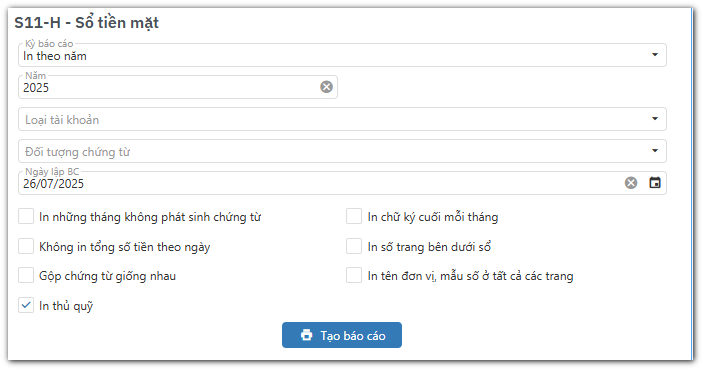 S11-H - Sổ tiền mặt
Kỳ báo cáo
In theo năm
Năm
2025
Loại tài khoản
Đối tượng chứng từ
Ngày lập BC
26/07/2025
In những tháng không phát sinh chứng từ
In chữ ký cuối mỗi tháng
Không in tổng số tiền theo ngày
In số trang bên dưới sổ
Gộp chứng từ giống nhau
In tên đơn vị, mẫu số ở tất cả các trang
In thủ quỹ
Tạo báo cáo